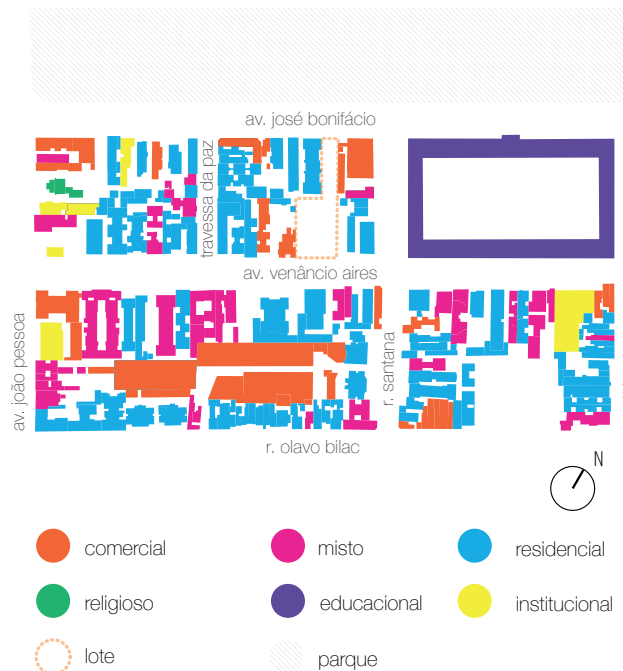 av. josé bonifácio
travessa da paz
av. venâncio aires
av. joão pessoa
r. santana
r. olavo bilac
N
comercial
misto
residencial
religioso
educacional
institucional
lote
parque